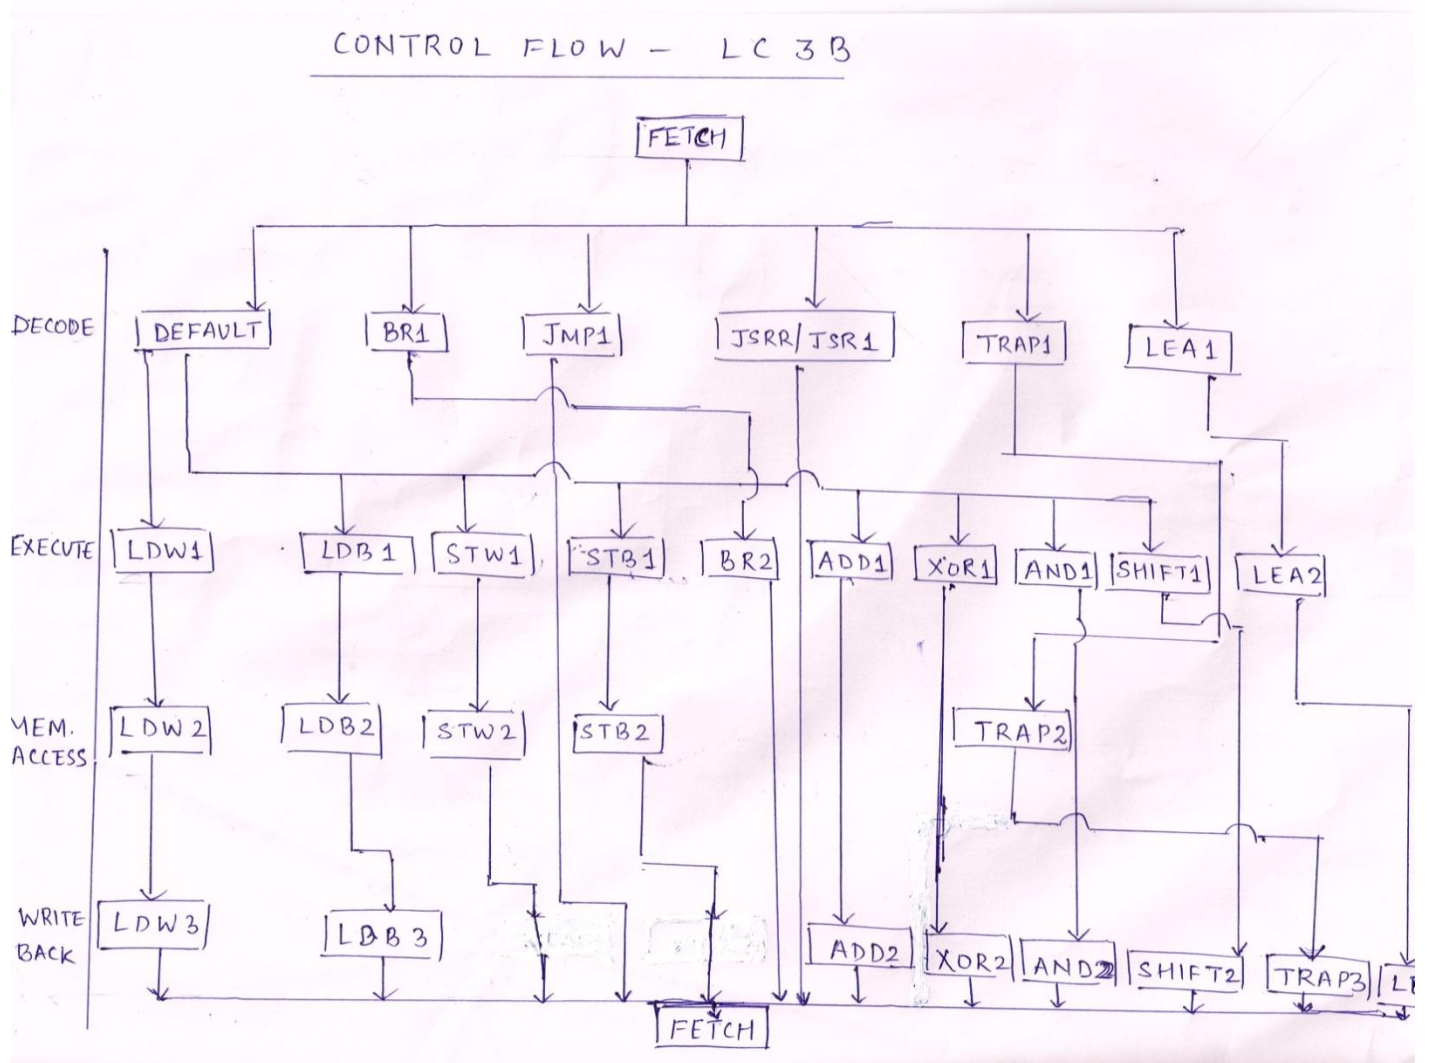 CONTROL FLOW - LC 3B
FETCH
DECODE DEFAULT BR1 JMP1 JSRR/JSR1 TRAP1 LEA1
EXECUTE LDW1 LDB1 STW1 STB1 BR2 ADD1 XOR1 AND1 SHIFT1 LEA2
MEM. LDW2 LDB2 STW2 STB2 TRAP2
ACCESS
WRITE LDW3 LDB3 ADD2 XOR2 AND2 SHIFT2 TRAP3
BACK
FETCH